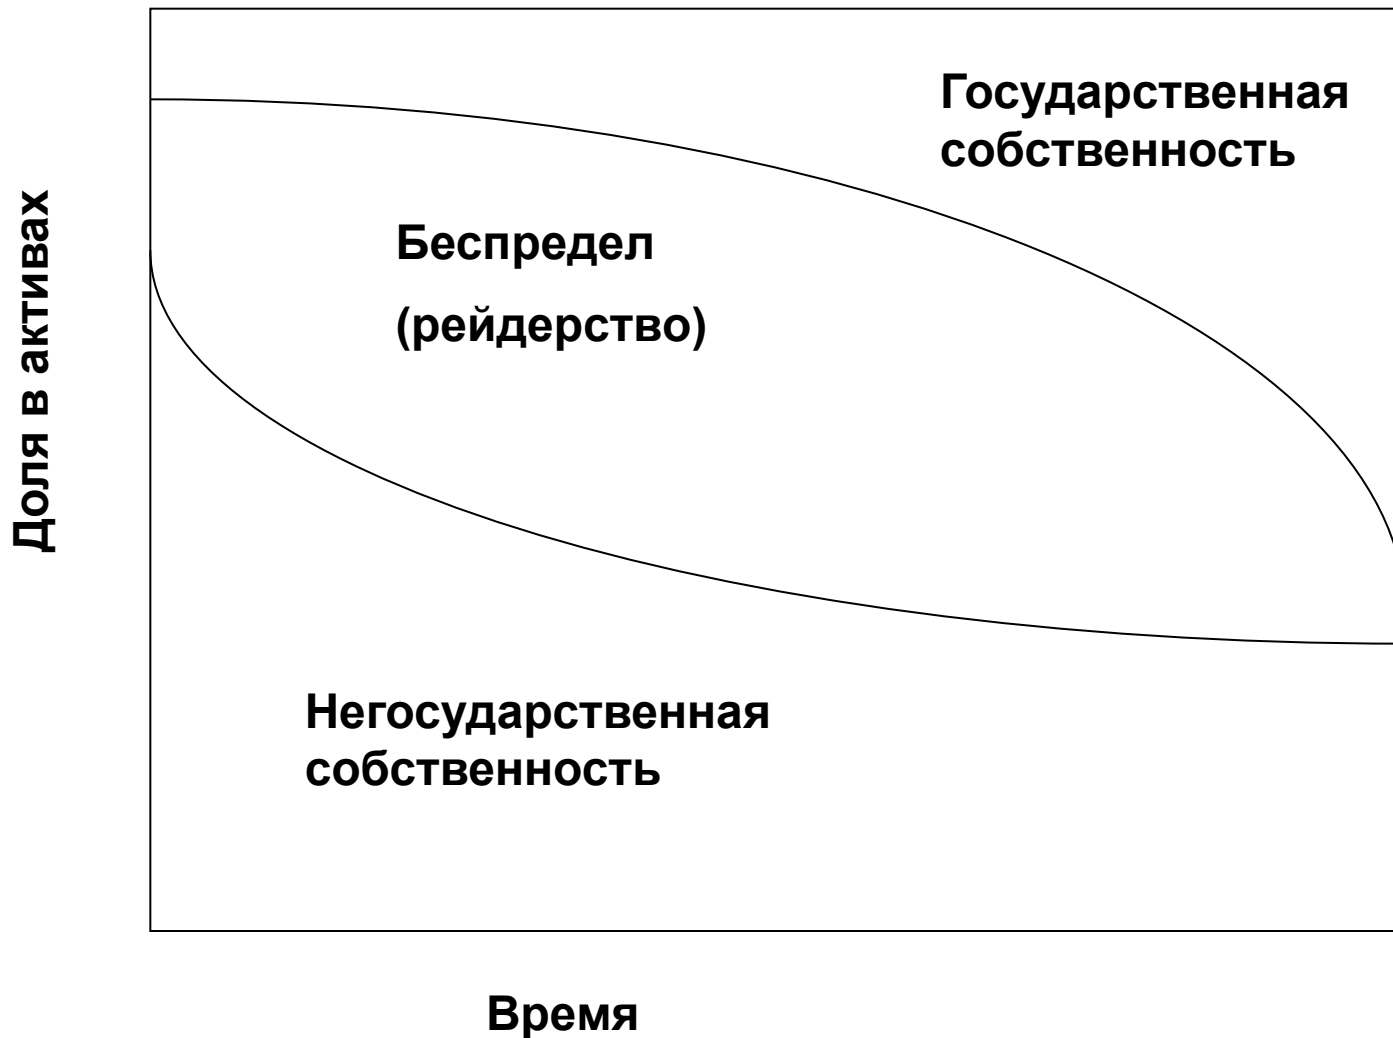 Государственная
собственность
Беспредел
(рейдерство)
Доля в активах
Негосударственная
собственность
Время